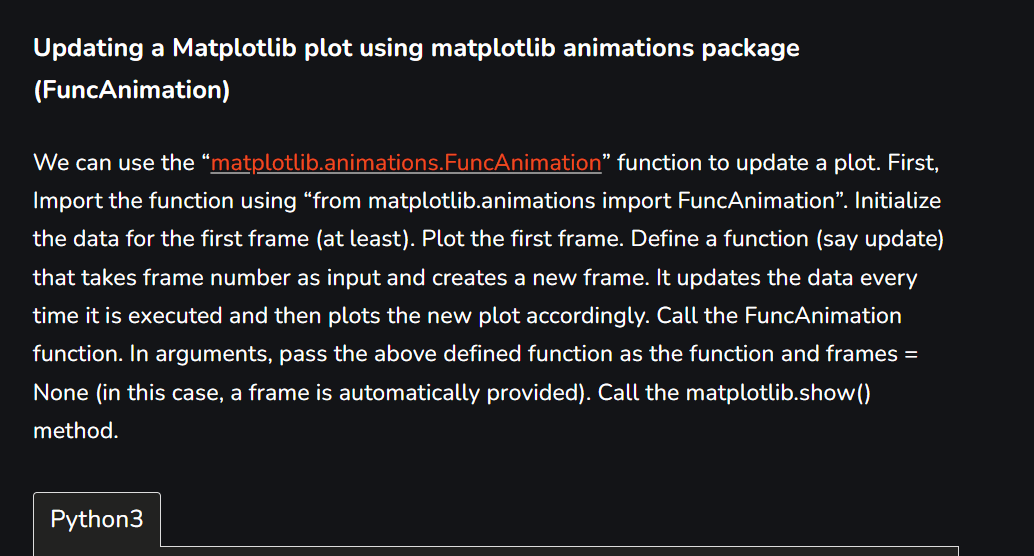 Updating a Matplotlib plot using matplotlib animations package
(FuncAnimation)
We can use the “matplotlib.animations.FuncAnimation” function to update a plot. First,
Import the function using “from matplotlib.animations import FuncAnimation”. Initialize
the data for the first frame (at least). Plot the first frame. Define a function (say update)
that takes frame number as input and creates a new frame. It updates the data every
time it is executed and then plots the new plot accordingly. Call the FuncAnimation
function. In arguments, pass the above defined function as the function and frames =
None (in this case, a frame is automatically provided). Call the matplotlib.show()
method.
Python3